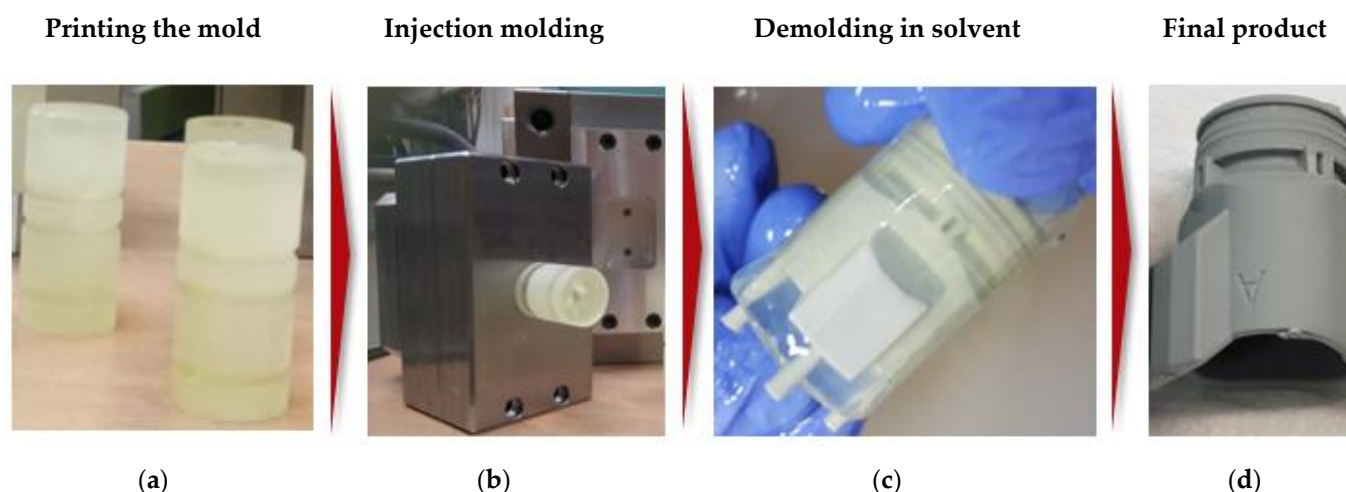 Printing the mold Injection molding Demolding in solvent Final product
A
(a) (b) (c) (d)